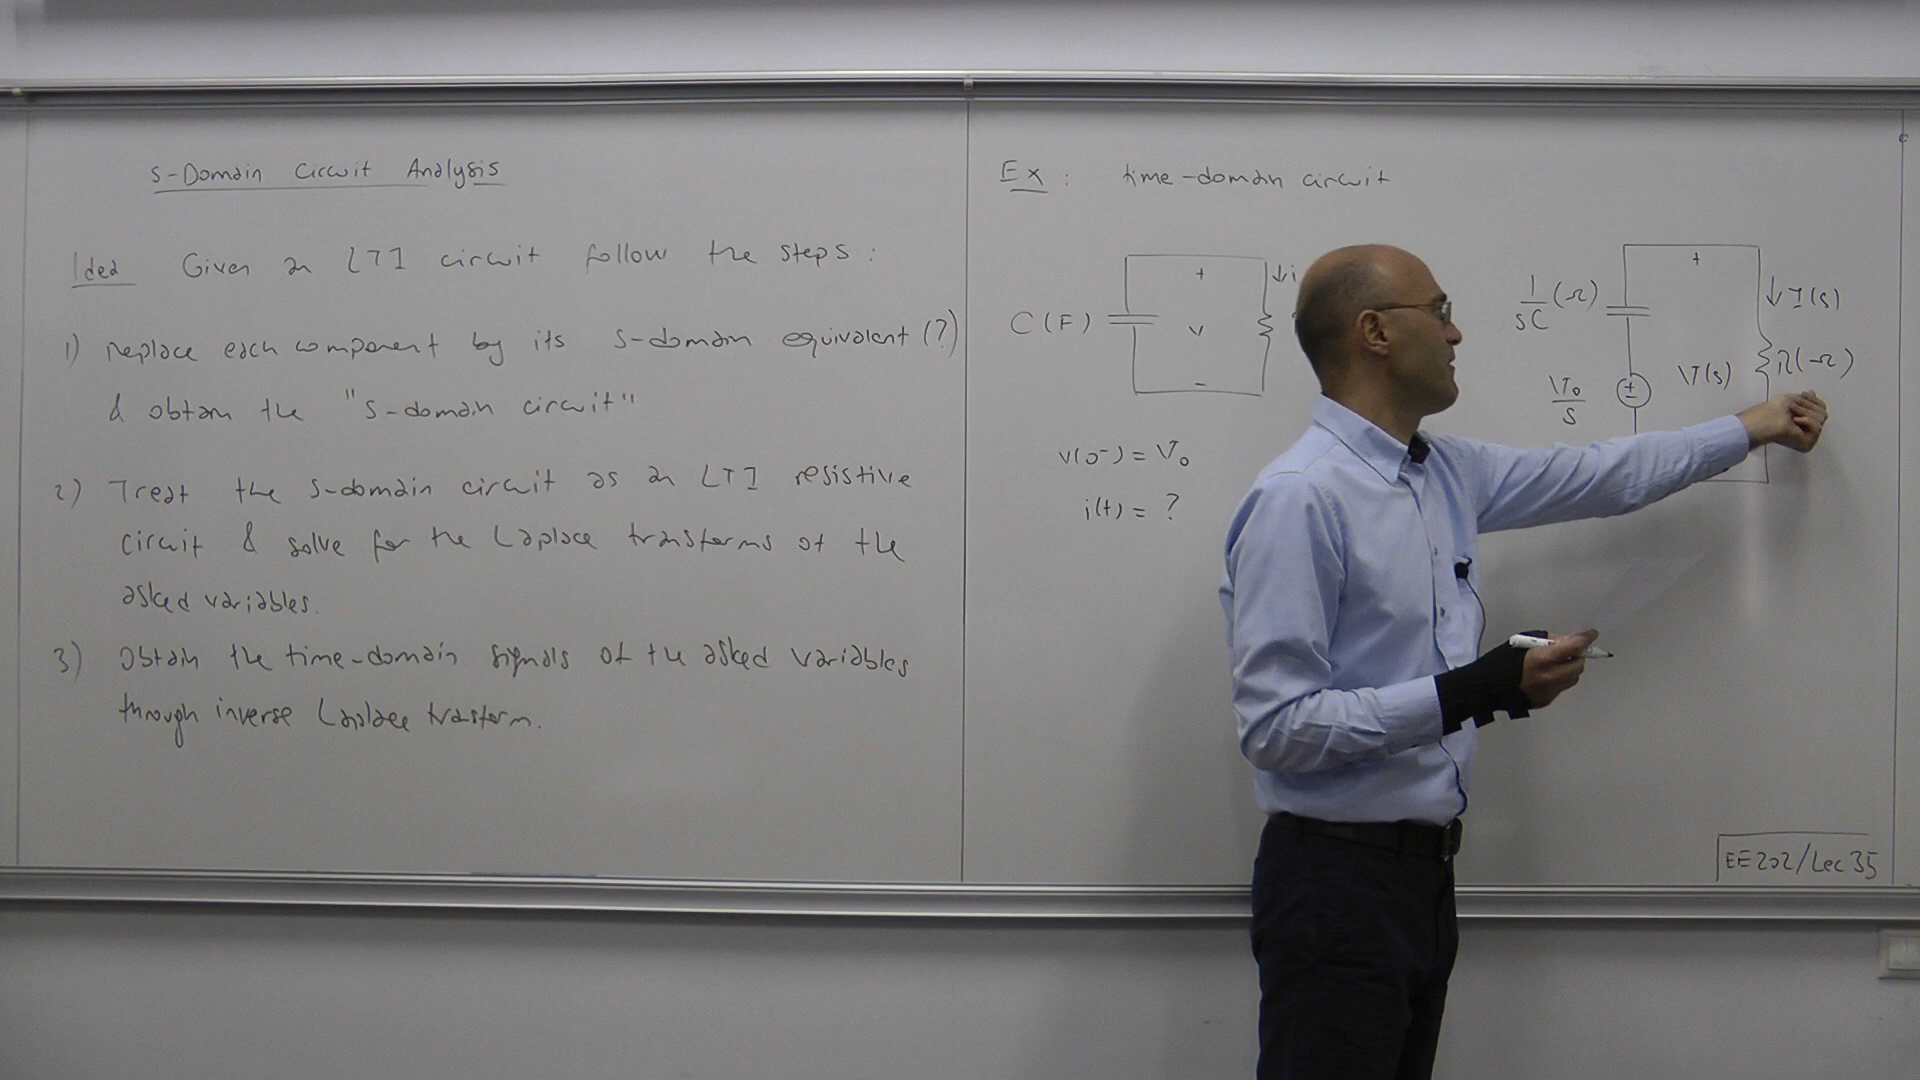 s-Domain Circuit Analysis
Idea Given an LTI circuit follow the steps :
1) Replace each component by its s-domain equivalent (?)
& obtain the "s-domain circuit"
2) Treat the s-domain circuit as an LTI resistive
circuit & solve for the Laplace transforms of the
asked variables.
3) Obtain the time-domain signals of the asked variables
through inverse Laplace trasform.
Ex : time-domain circuit
C (F)
+
v
-
↓i
v(0⁻) = V₀
i(t) = ?
1/sC (Ω)
V₀/s
±
+
V(s)
↓ I(s)
R(Ω)
EE202/Lec 35